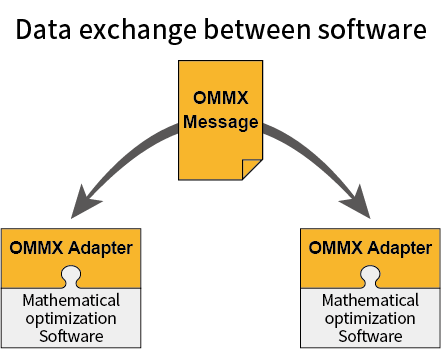 Data exchange between software
OMMX
Message
OMMX Adapter
Mathematical
optimization
Software
OMMX Adapter
Mathematical
optimization
Software